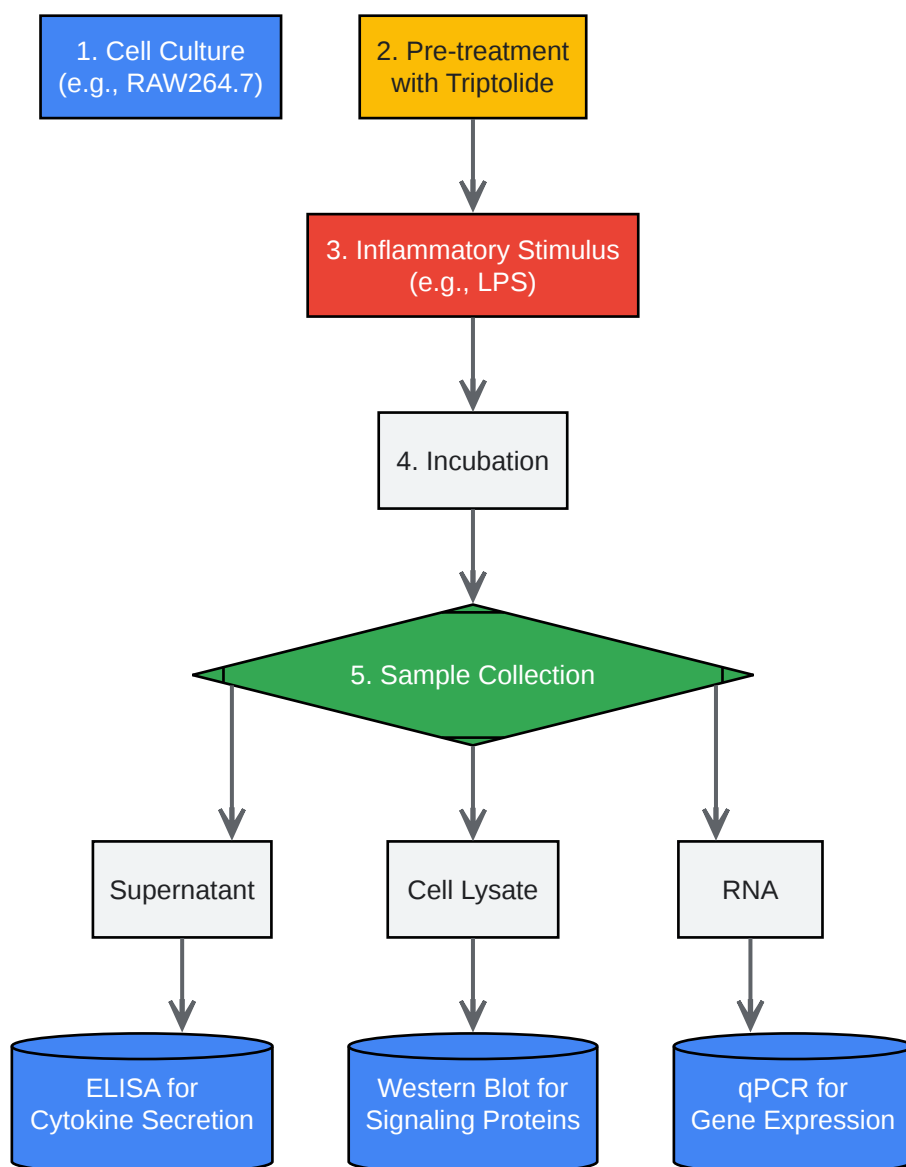 1. Cell Culture
(e.g., RAW264.7)
2. Pre-treatment
with Triptolide
3. Inflammatory Stimulus
(e.g., LPS)
4. Incubation
5. Sample Collection
Supernatant
Cell Lysate
RNA
ELISA for
Cytokine Secretion
Western Blot for
Signaling Proteins
qPCR for
Gene Expression